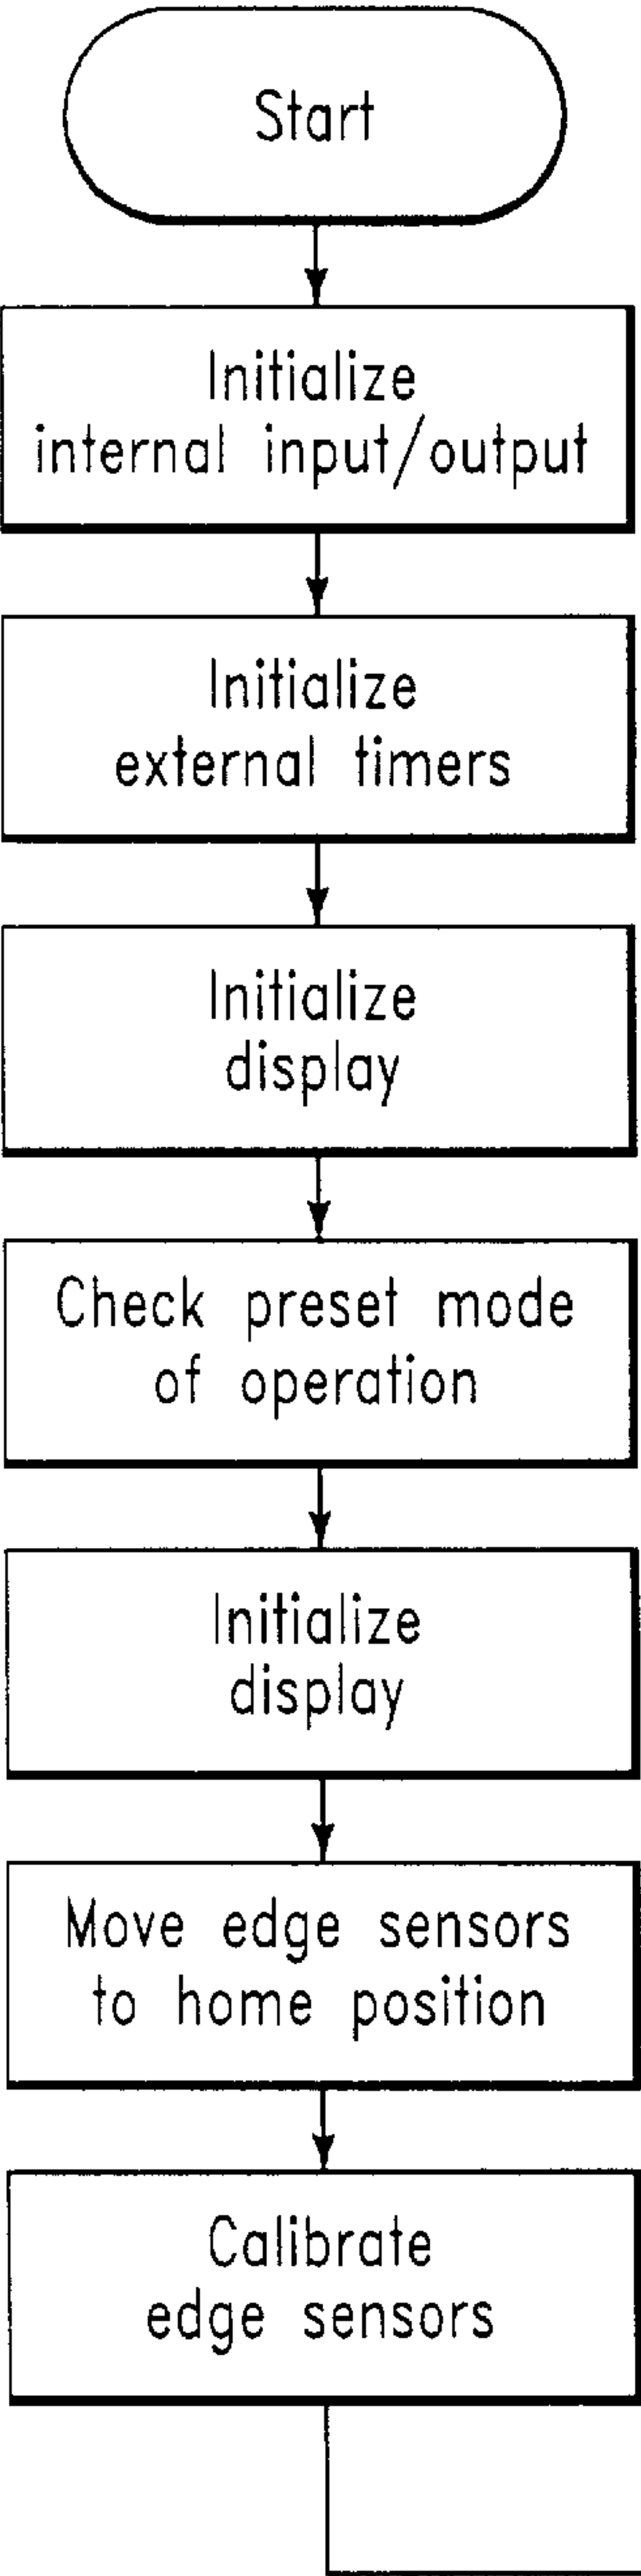 Start
Initialize
internal input/output
Initialize
external timers
Initialize
display
Check preset mode
of operation
Initialize
display
Move edge sensors
to home position
Calibrate
edge sensors